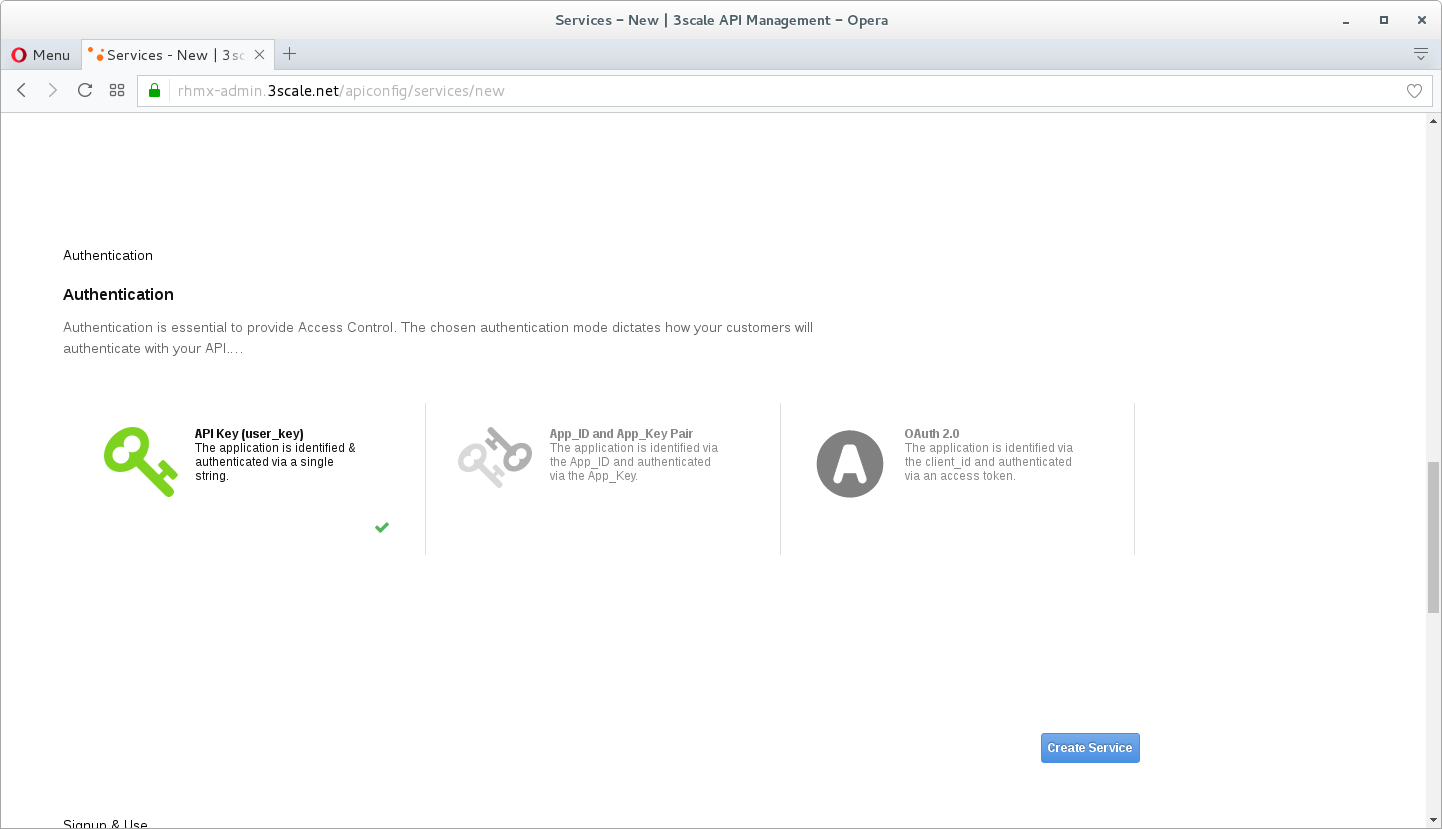 Services – New | 3scale API Management – Opera
Menu
Services - New | 3sc
rhmx-admin.3scale.net/apiconfig/services/new
Authentication
Authentication
Authentication is essential to provide Access Control. The chosen authentication mode dictates how your customers will
authenticate with your API....
API Key (user_key)
The application is identified &
authenticated via a single
string.
App_ID and App_Key Pair
The application is identified via
the App_ID and authenticated
via the App_Key.
OAuth 2.0
The application is identified via
the client_id and authenticated
via an access token.
Create Service
Signup & Use